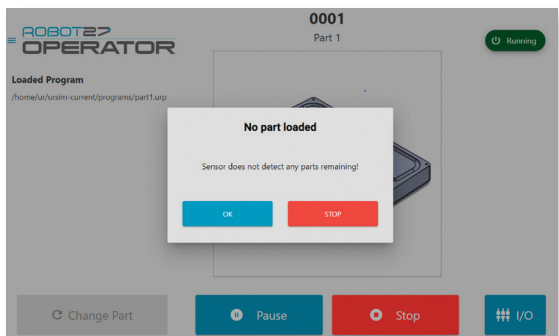 ROBOT27
OPERATOR
0001
Part 1
Running
Loaded Program
/home/ur/ursim-current/programs/part1.urp
No part loaded
Sensor does not detect any parts remaining!
OK
STOP
Change Part
Pause
Stop
I/O